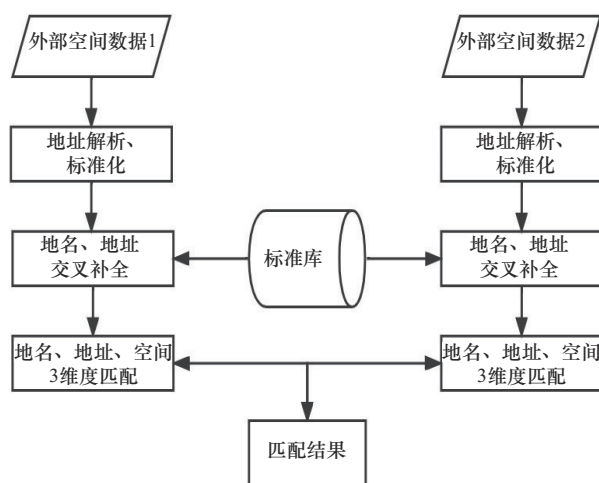 外部空间数据1
外部空间数据2
地址解析、
标准化
地址解析、
标准化
地名、地址
交叉补全
标准库
地名、地址
交叉补全
地名、地址、空间
3维度匹配
地名、地址、空间
3维度匹配
匹配结果